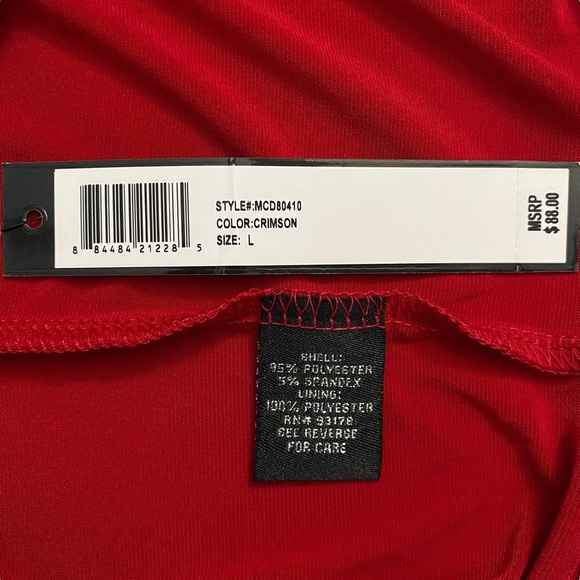 STYLE#:MCD80410
COLOR:CRIMSON
SIZE: L
8 84484 21228 5
MSRP
$ 88.00
SHELL:
95% POLYESTER
5% SPANDEX
LINING:
100% POLYESTER
RN# 93178
SEE REVERSE
FOR CARE